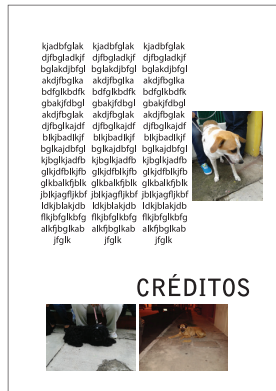 kjadbfglak kjadbfglak kjadbfglak
djfbgladkjf djfbgladkjf djfbgladkjf
bglakdjbfgl bglakdjbfgl bglakdjbfgl
akdjfbglka akdjfbglka akdjfbglka
bdfglkbdfk bdfglkbdfk bdfglkbdfk
gbakjfdbgl gbakjfdbgl gbakjfdbgl
akdjfbglak akdjfbglak akdjfbglak
djfbglkajdf djfbglkajdf djfbglkajdf
blkjbadlkjf blkjbadlkjf blkjbadlkjf
bglkajdbfgl bglkajdbfgl bglkajdbfgl
kjbglkjadfb kjbglkjadfb kjbglkjadfb
glkjdfblkjfb glkjdfblkjfb glkjdfblkjfb
glkbalkfjblk glkbalkfjblk glkbalkfjblk
jblkjagfljkbf jblkjagfljkbf jblkjagfljkbf
ldkjblakjdb ldkjblakjdb ldkjblakjdb
flkjbfglkbfg flkjbfglkbfg flkjbfglkbfg
alkfjbglkab alkfjbglkab alkfjbglkab
jfglk jfglk jfglk
CRÉDITOS